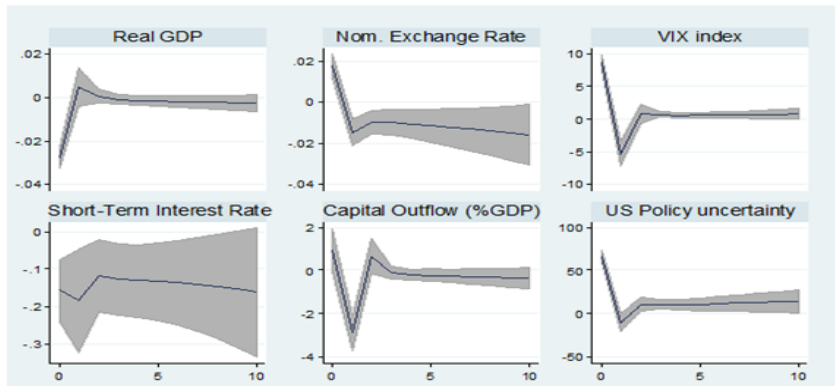 Real GDP
.02
0
-.02
-.04
Nom. Exchange Rate
.02
0
-.02
-.04
VIX index
10
5
0
-5
-10
Short-Term Interest Rate
0
-.1
-.2
-.3
0 5 10
Capital Outflow (%GDP)
2
0
-2
-4
0 5 10
US Policy uncertainty
100
50
0
-50
0 5 10